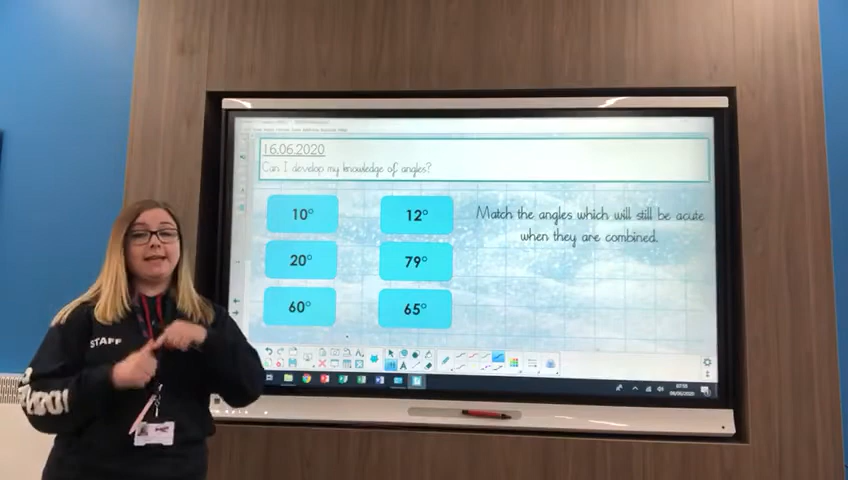 16.06.2020
Can I develop my knowledge of angles?
10° 12°
Match the angles which will still be acute
when they are combined.
20° 79°
60° 65°
STAFF